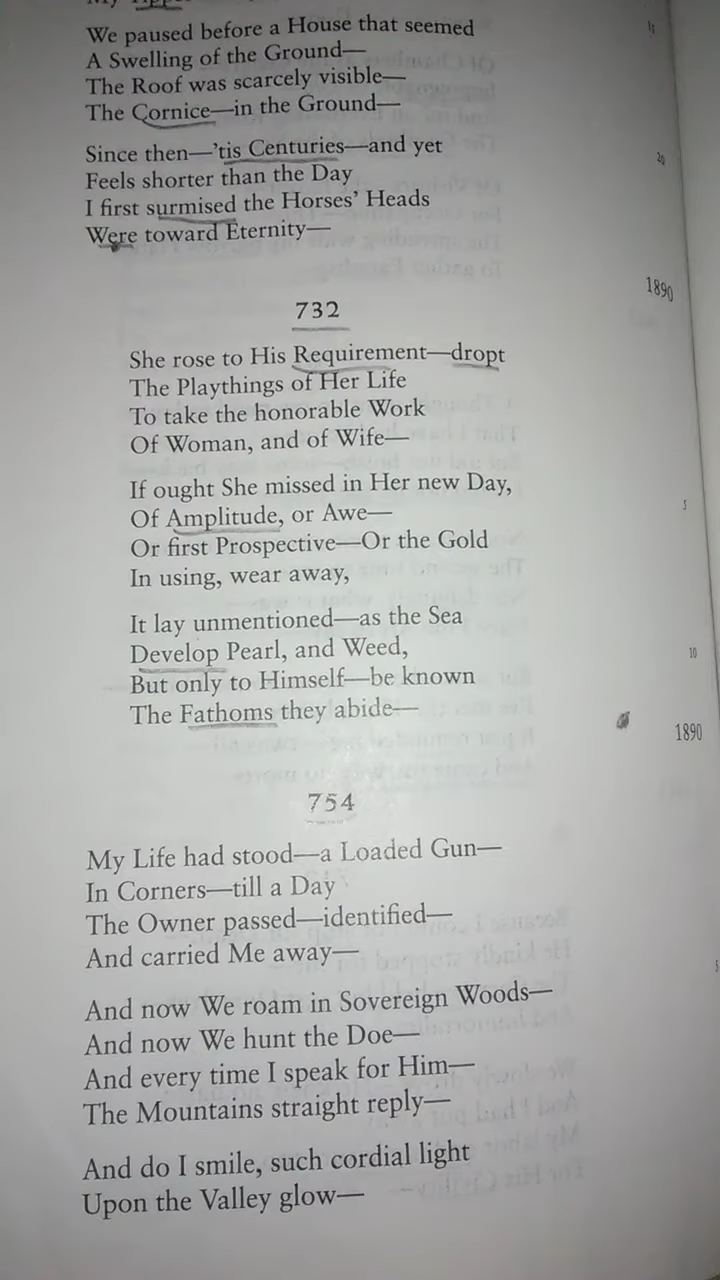 We paused before a House that seemed
A Swelling of the Ground—
The Roof was scarcely visible—
The Cornice—in the Ground—
Since then—'tis Centuries—and yet
20
Feels shorter than the Day
I first surmised the Horses' Heads
Were toward Eternity—
1890
732
She rose to His Requirement—dropt
The Playthings of Her Life
To take the honorable Work
Of Woman, and of Wife—
If ought She missed in Her new Day,
5
Of Amplitude, or Awe—
Or first Prospective—Or the Gold
In using, wear away,
It lay unmentioned—as the Sea
Develop Pearl, and Weed,
10
But only to Himself—be known
The Fathoms they abide—
1890
754
My Life had stood—a Loaded Gun—
In Corners—till a Day
The Owner passed—identified—
And carried Me away—
And now We roam in Sovereign Woods—
5
And now We hunt the Doe—
And every time I speak for Him—
The Mountains straight reply—
And do I smile, such cordial light
Upon the Valley glow—